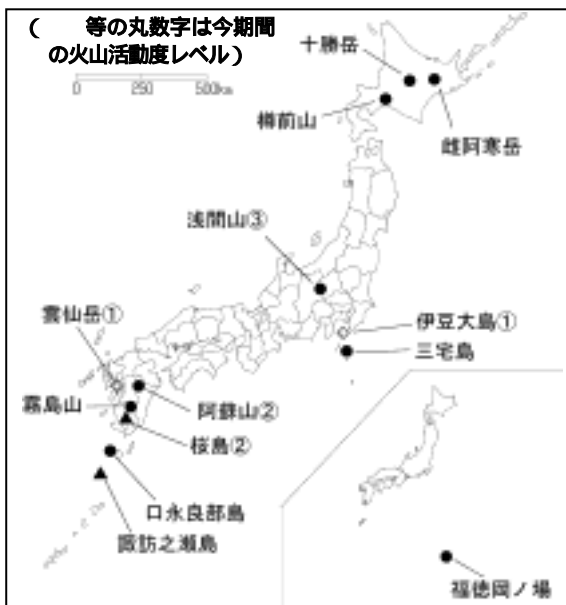 (　　等の丸数字は今期間
の火山活動度レベル)
0 250 500km
十勝岳
樽前山
雌阿寒岳
浅間山③
雲仙岳①
伊豆大島①
三宅島
霧島山
阿蘇山②
桜島②
口永良部島
諏訪之瀬島
福徳岡ノ場